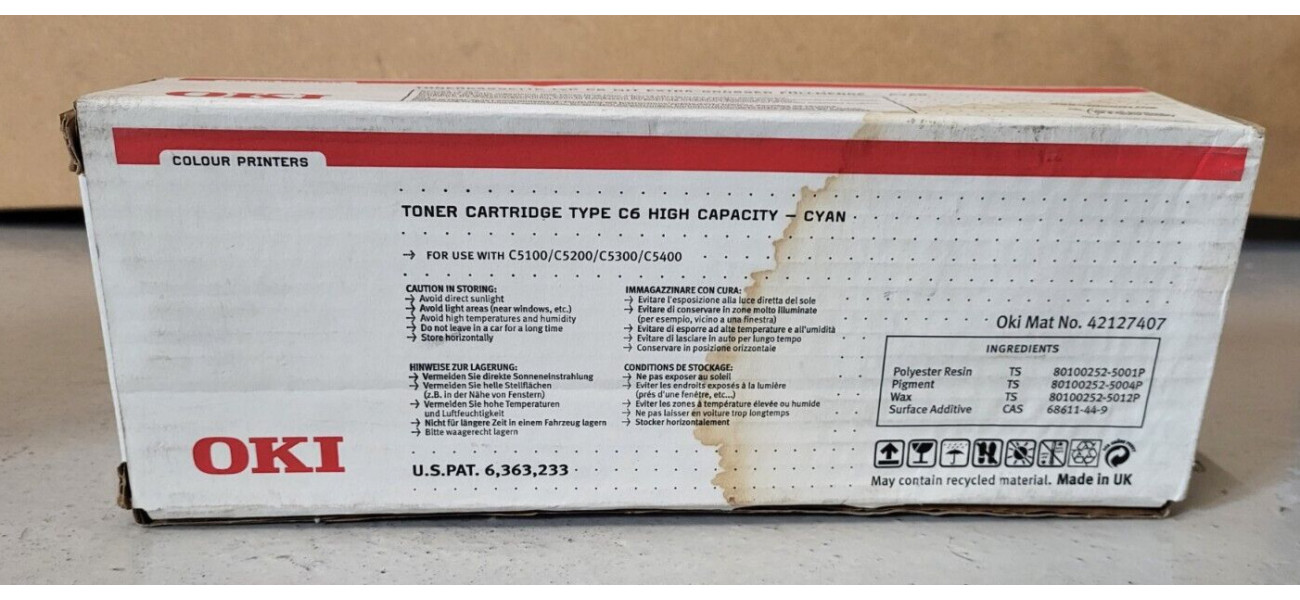 OKI
COLOUR PRINTERS
TONER CARTRIDGE TYPE C6 HIGH CAPACITY – CYAN
→ FOR USE WITH C5100/C5200/C5300/C5400
CAUTION IN STORING:
→ Avoid direct sunlight
→ Avoid light areas (near windows, etc.)
→ Avoid high temperatures and humidity
→ Do not leave in a car for a long time
→ Store horizontally
IMMAGAZZINARE CON CURA:
→ Evitare l'esposizione alla luce diretta del sole
→ Evitare di conservare in zone molto illuminate
(per esempio, vicino a una finestra)
→ Evitare di esporre ad alte temperature e all'umidità
→ Evitare di lasciare in auto per lungo tempo
→ Conservare in posizione orizzontale
HINWEISE ZUR LAGERUNG:
→ Vermeiden Sie direkte Sonneneinstrahlung
→ Vermeiden Sie helle Stellflächen
(z.B. in der Nähe von Fenstern)
→ Vermeiden Sie hohe Temperaturen
und Luftfeuchtigkeit
→ Nicht für längere Zeit in einem Fahrzeug lagern
→ Bitte waagerecht lagern
CONDITIONS DE STOCKAGE:
→ Ne pas exposer au soleil
→ Eviter les endroits exposés à la lumière
(prés d'une fenêtre, etc...)
→ Eviter les zones à température élevée ou humide
→ Ne pas laisser en voiture trop longtemps
→ Stocker horizontalement
Oki Mat No. 42127407
INGREDIENTS
Polyester Resin TS 80100252-5001P
Pigment TS 80100252-5004P
Wax TS 80100252-5012P
Surface Additive CAS 68611-44-9
OKI
U.S.PAT. 6,363,233
May contain recycled material. Made in UK